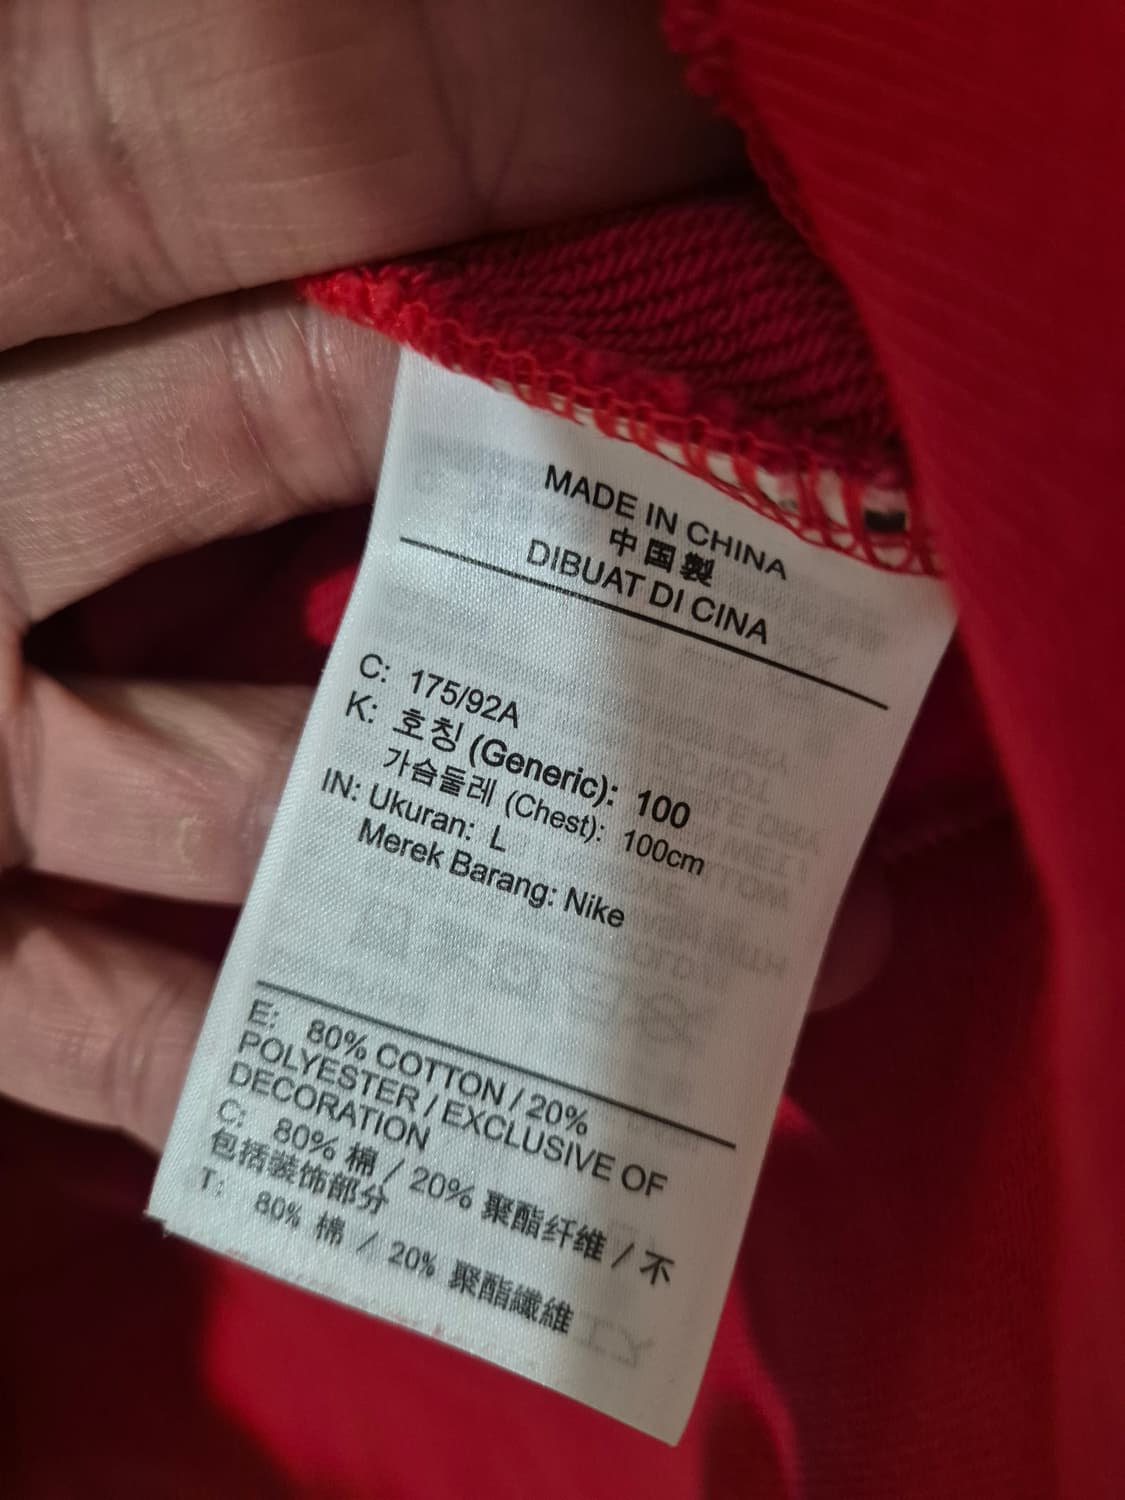 MADE IN CHINA
中国製
DIBUAT DI CINA
C: 175/92A
K: 호칭 (Generic): 100
가슴둘레 (Chest): 100cm
IN: Ukuran: L
Merek Barang: Nike
E: 80% COTTON / 20%
POLYESTER / EXCLUSIVE OF
DECORATION
C: 80% 棉 / 20% 聚酯纤维 / 不
包括装饰部分
T: 80% 棉 / 20% 聚酯纖維